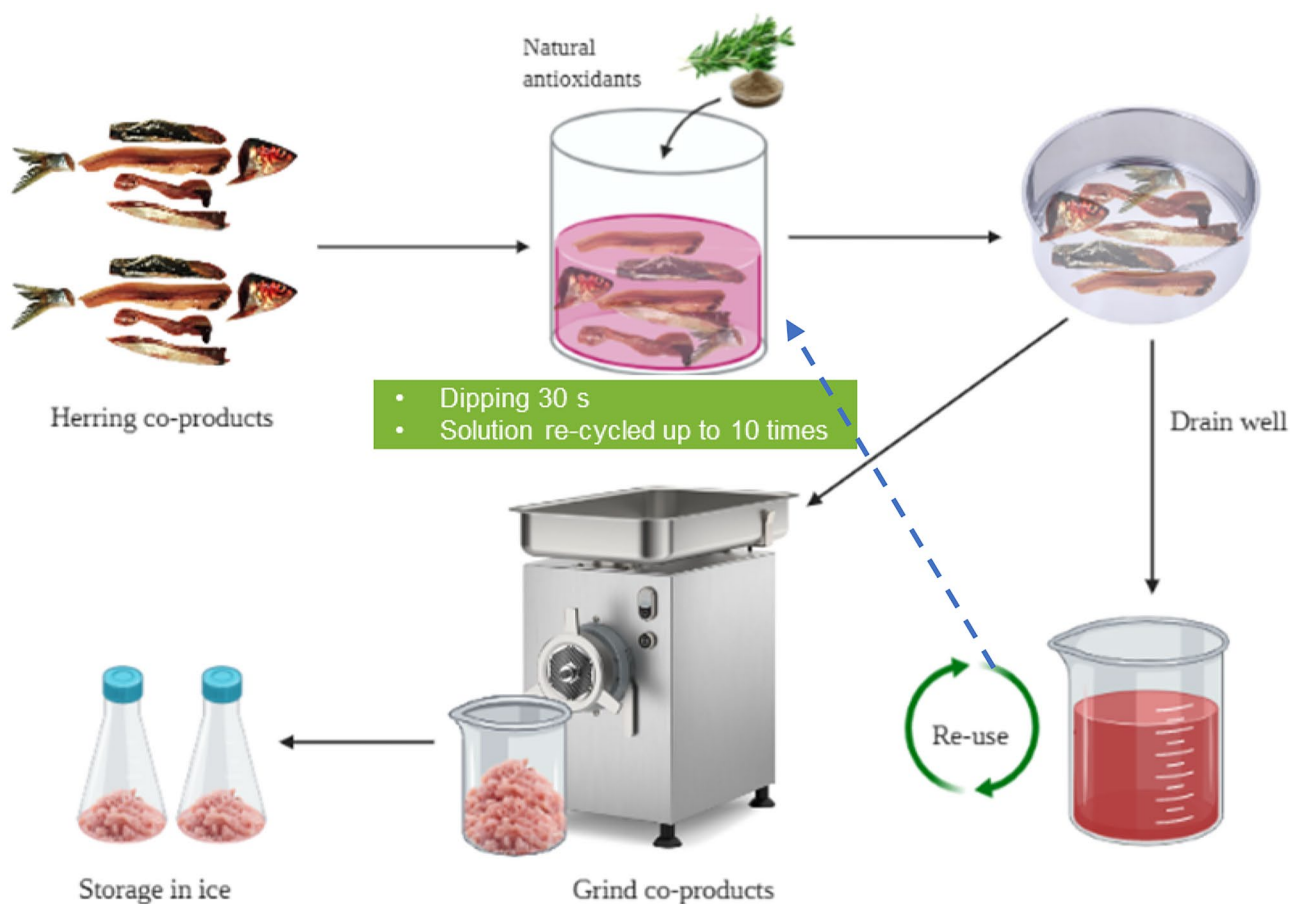 Natural
antioxidants
Herring co-products
• Dipping 30 s
• Solution re-cycled up to 10 times
Drain well
Re-use
Storage in ice
Grind co-products